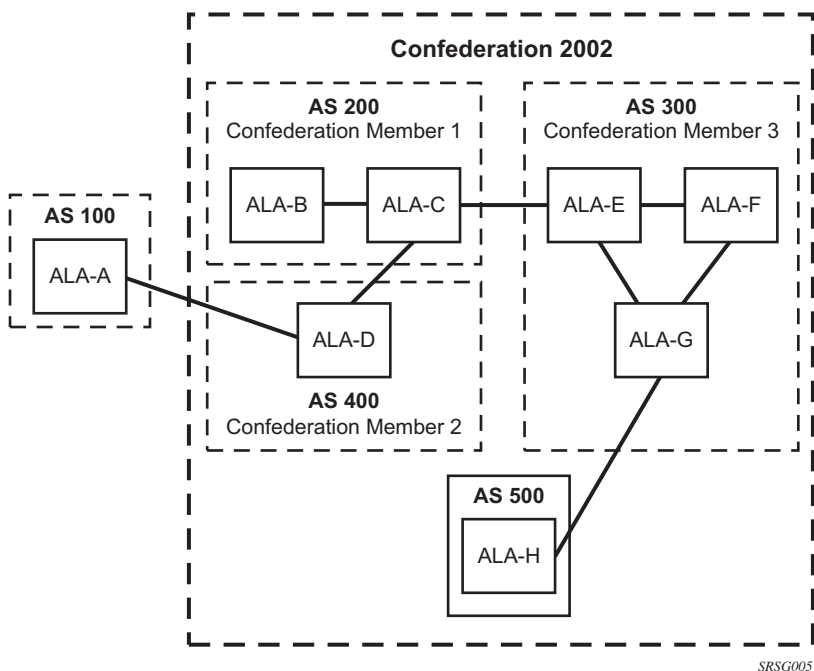 Confederation 2002
AS 200
Confederation Member 1
AS 300
Confederation Member 3
ALA-B
ALA-C
ALA-E
ALA-F
AS 100
ALA-A
ALA-D
ALA-G
AS 400
Confederation Member 2
AS 500
ALA-H
SRSG005